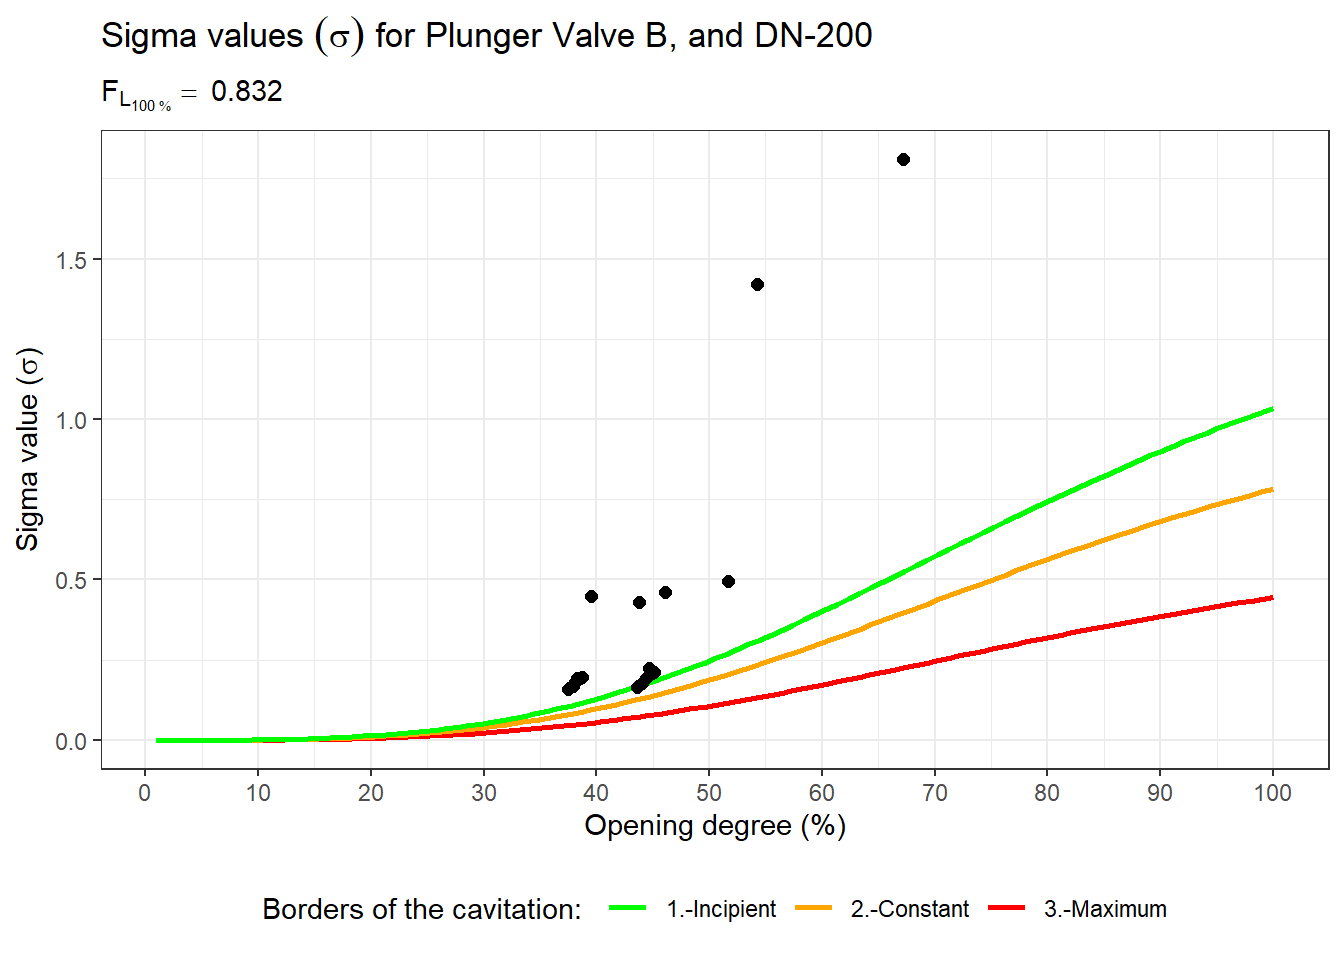 Sigma values (σ) for Plunger Valve B, and DN-200
F_L_100 % = 0.832
Sigma value (σ)
1.5
1.0
0.5
0.0
0 10 20 30 40 50 60 70 80 90 100
Opening degree (%)
Borders of the cavitation: 1.-Incipient 2.-Constant 3.-Maximum